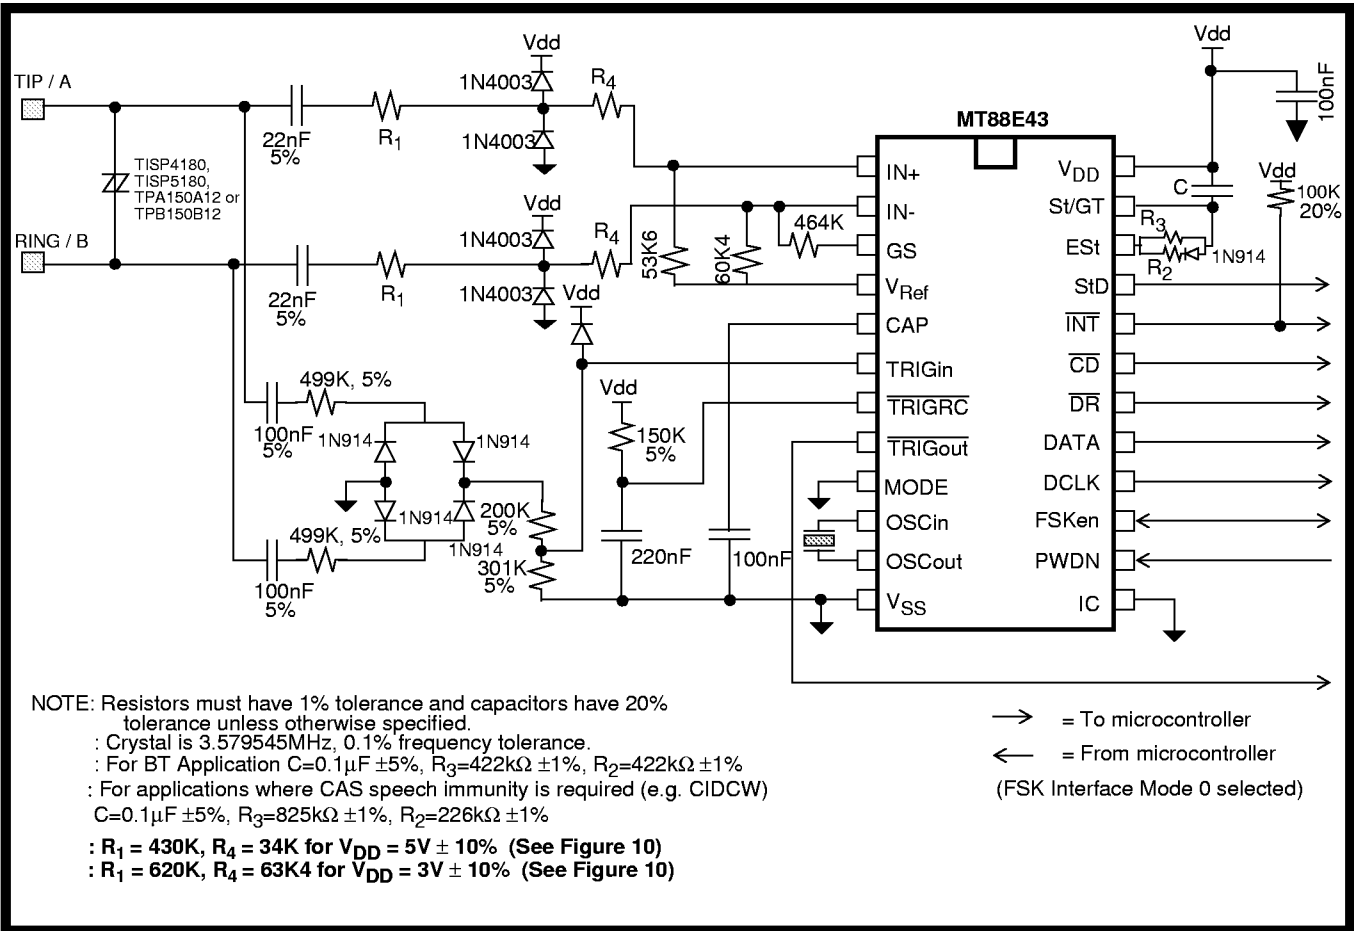 TIP / A
RING / B
TISP4180,
TISP5180,
TPA150A12 or
TPB150B12
22nF
5%
R1
Vdd
1N4003
1N4003
R4
22nF
5%
R1
Vdd
1N4003
1N4003
R4
Vdd
53K6
60K4
464K
499K, 5%
100nF
5%
1N914
1N914
1N914
1N914
499K, 5%
100nF
5%
200K
5%
301K
5%
Vdd
150K
5%
220nF
100nF
MT88E43
IN+
IN-
GS
VRef
CAP
TRIGin
TRIGRC
TRIGout
MODE
OSCin
OSCout
VSS
VDD
St/GT
ESt
StD
INT
CD
DR
DATA
DCLK
FSKen
PWDN
IC
Vdd
100nF
C
R3
R2
1N914
Vdd
100K
20%
NOTE: Resistors must have 1% tolerance and capacitors have 20%
tolerance unless otherwise specified.
: Crystal is 3.579545MHz, 0.1% frequency tolerance.
: For BT Application C=0.1µF ±5%, R3=422kΩ ±1%, R2=422kΩ ±1%
: For applications where CAS speech immunity is required (e.g. CIDCW)
C=0.1µF ±5%, R3=825kΩ ±1%, R2=226kΩ ±1%
: R1 = 430K, R4 = 34K for VDD = 5V ± 10% (See Figure 10)
: R1 = 620K, R4 = 63K4 for VDD = 3V ± 10% (See Figure 10)
= To microcontroller
= From microcontroller
(FSK Interface Mode 0 selected)